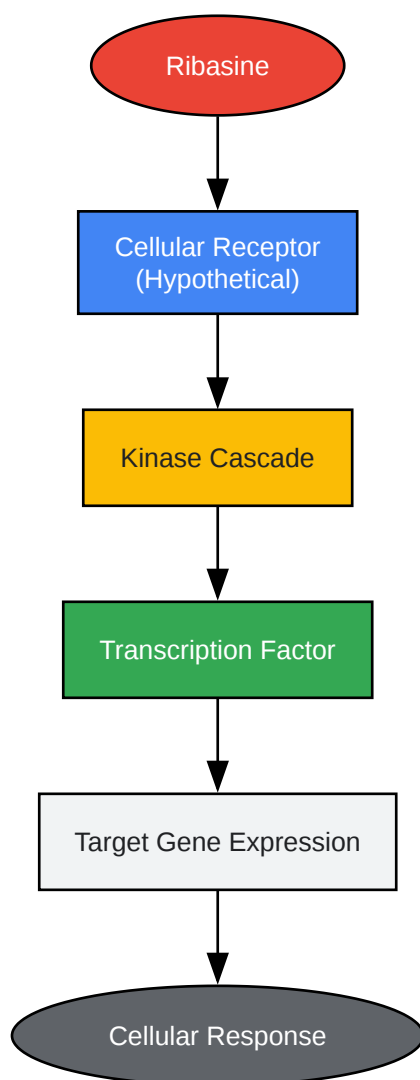 Ribasine
Cellular Receptor
(Hypothetical)
Kinase Cascade
Transcription Factor
Target Gene Expression
Cellular Response